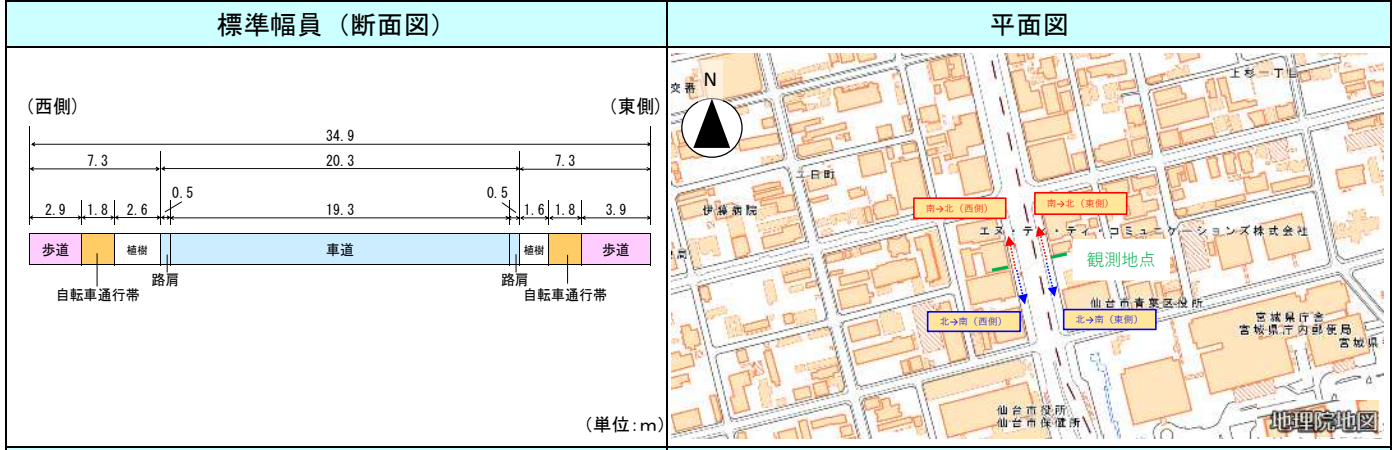 標準幅員（断面図）
平面図
（西側）
（東側）
34.9
7.3
20.3
7.3
0.5
0.5
2.9
1.8
2.6
19.3
1.6
1.8
3.9
歩道
植樹
車道
植樹
歩道
路肩
路肩
自転車通行帯
自転車通行帯
（単位：ｍ）
N
交番
上杉一丁目
二日町
伊藤病院
南→北（西側）
南→北（東側）
エヌ・ティ・ティ・コミュニケーションズ株式会社
局
観測地点
仙台市青葉区役所
北→南（西側）
北→南（東側）
宮城県庁舎
宮城県庁内郵便局
宮城県
仙台市役所
仙台市保健所
地理院地図